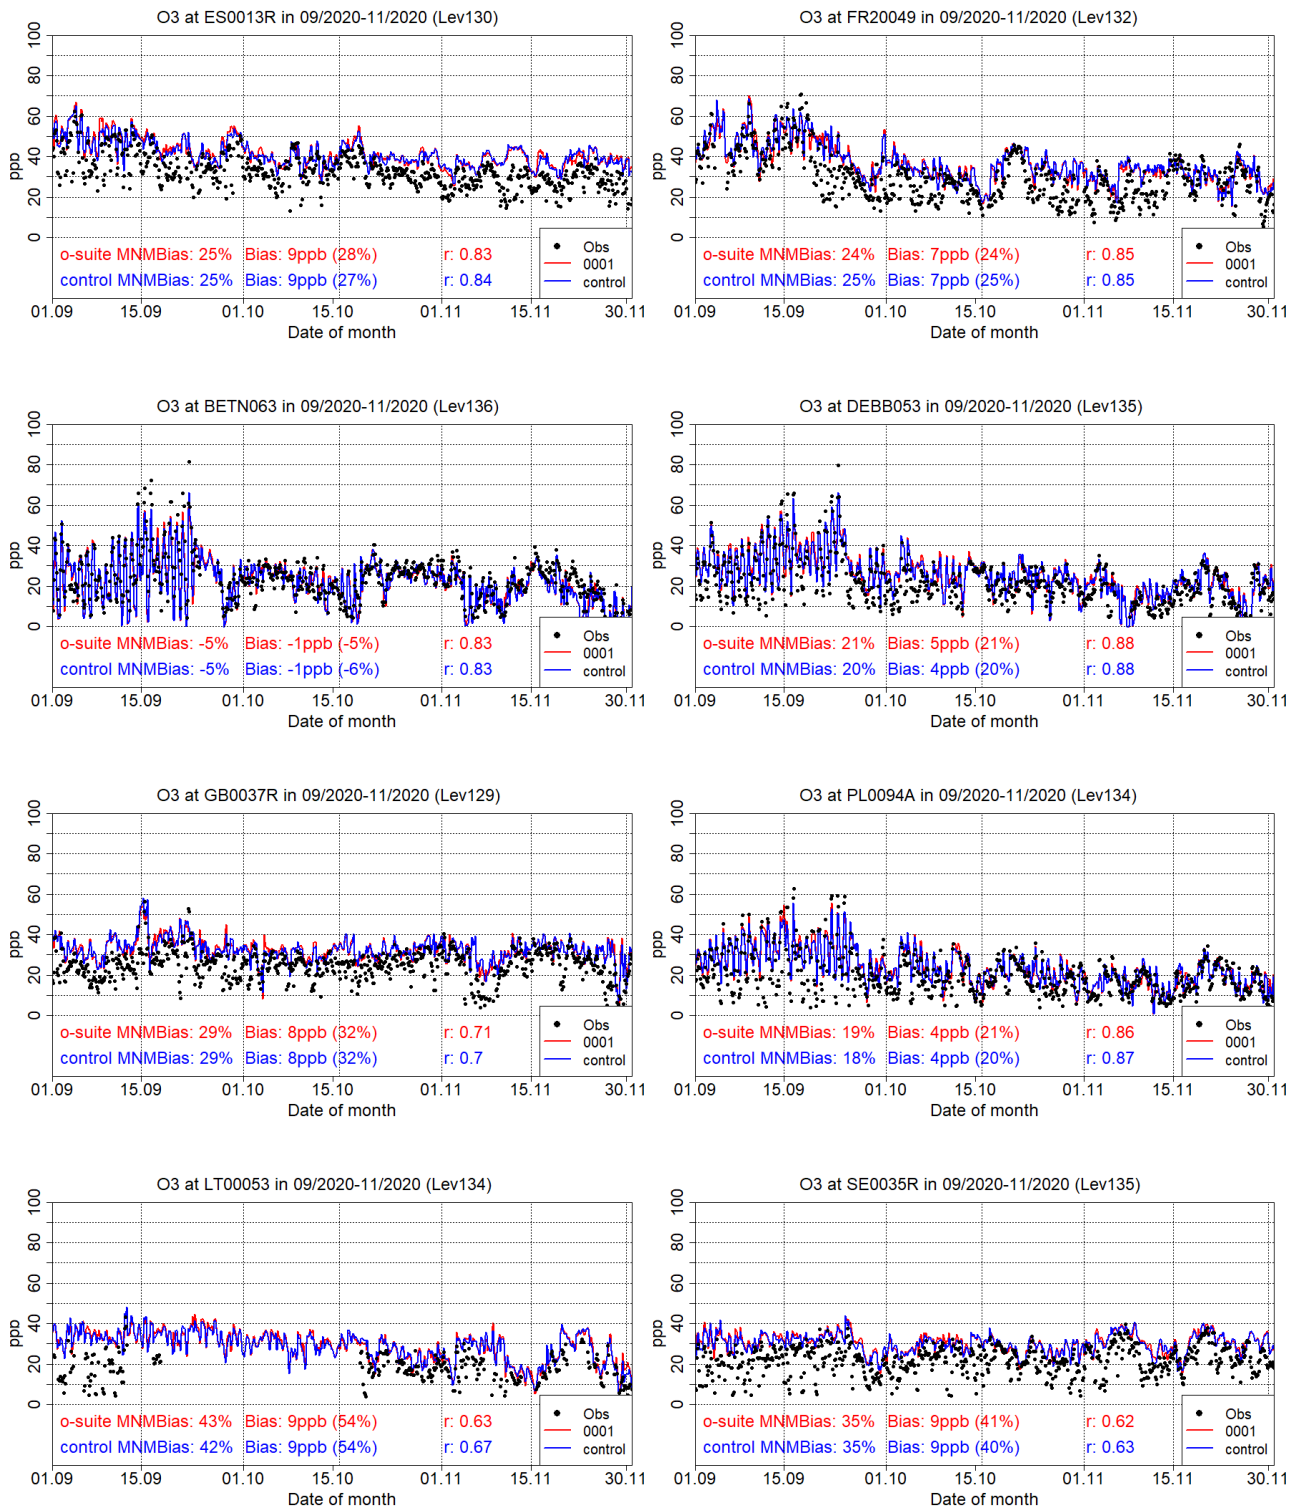 O3 at ES0013R in 09/2020-11/2020 (Lev130)
100
80
60
40
20
0
ppb
o-suite MNMBias: 25% Bias: 9ppb (28%) r: 0.83
control MNMBias: 25% Bias: 9ppb (27%) r: 0.84
Obs
0001
control
01.09 15.09 01.10 15.10 01.11 15.11 30.11
Date of month
O3 at FR20049 in 09/2020-11/2020 (Lev132)
100
80
60
40
20
0
ppb
o-suite MNMBias: 24% Bias: 7ppb (24%) r: 0.85
control MNMBias: 25% Bias: 7ppb (25%) r: 0.85
Obs
0001
control
01.09 15.09 01.10 15.10 01.11 15.11 30.11
Date of month
O3 at BETN063 in 09/2020-11/2020 (Lev136)
100
80
60
40
20
0
ppb
o-suite MNMBias: -5% Bias: -1ppb (-5%) r: 0.83
control MNMBias: -5% Bias: -1ppb (-6%) r: 0.83
Obs
0001
control
01.09 15.09 01.10 15.10 01.11 15.11 30.11
Date of month
O3 at DEBB053 in 09/2020-11/2020 (Lev135)
100
80
60
40
20
0
ppb
o-suite MNMBias: 21% Bias: 5ppb (21%) r: 0.88
control MNMBias: 20% Bias: 4ppb (20%) r: 0.88
Obs
0001
control
01.09 15.09 01.10 15.10 01.11 15.11 30.11
Date of month
O3 at GB0037R in 09/2020-11/2020 (Lev129)
100
80
60
40
20
0
ppb
o-suite MNMBias: 29% Bias: 8ppb (32%) r: 0.71
control MNMBias: 29% Bias: 8ppb (32%) r: 0.7
Obs
0001
control
01.09 15.09 01.10 15.10 01.11 15.11 30.11
Date of month
O3 at PL0094A in 09/2020-11/2020 (Lev134)
100
80
60
40
20
0
ppb
o-suite MNMBias: 19% Bias: 4ppb (21%) r: 0.86
control MNMBias: 18% Bias: 4ppb (20%) r: 0.87
Obs
0001
control
01.09 15.09 01.10 15.10 01.11 15.11 30.11
Date of month
O3 at LT00053 in 09/2020-11/2020 (Lev134)
100
80
60
40
20
0
ppb
o-suite MNMBias: 43% Bias: 9ppb (54%) r: 0.63
control MNMBias: 42% Bias: 9ppb (54%) r: 0.67
Obs
0001
control
01.09 15.09 01.10 15.10 01.11 15.11 30.11
Date of month
O3 at SE0035R in 09/2020-11/2020 (Lev135)
100
80
60
40
20
0
ppb
o-suite MNMBias: 35% Bias: 9ppb (41%) r: 0.62
control MNMBias: 35% Bias: 9ppb (40%) r: 0.63
Obs
0001
control
01.09 15.09 01.10 15.10 01.11 15.11 30.11
Date of month